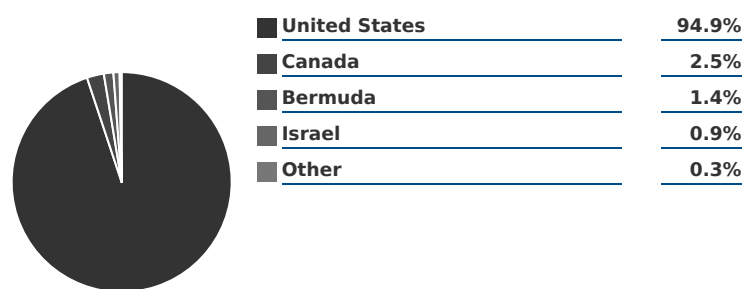 United States 94.9%
Canada 2.5%
Bermuda 1.4%
Israel 0.9%
Other 0.3%